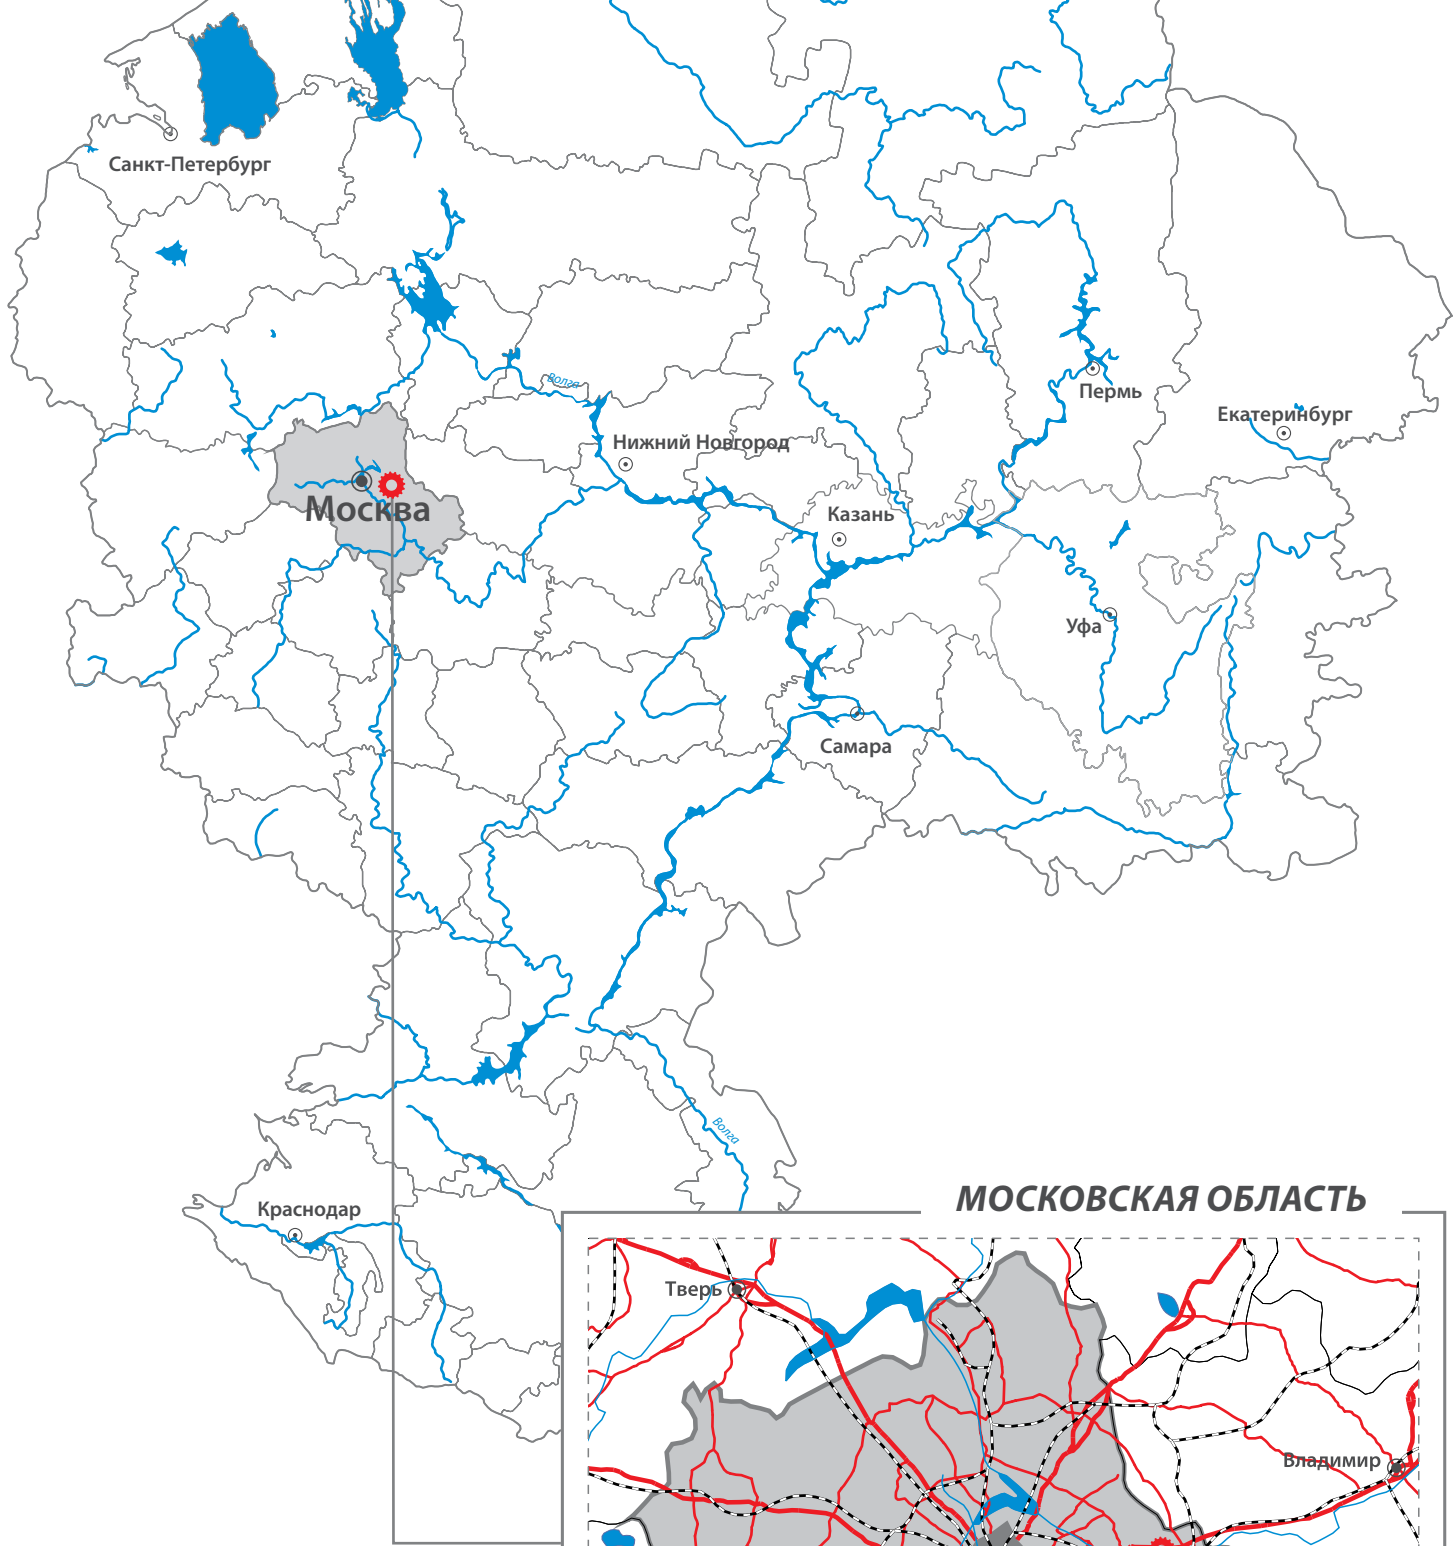 Санкт-Петербург
Волга
Пермь
Екатеринбург
Нижний Новгород
Москва
Казань
Уфа
Самара
Волга
Краснодар
МОСКОВСКАЯ ОБЛАСТЬ
Тверь
Владимир